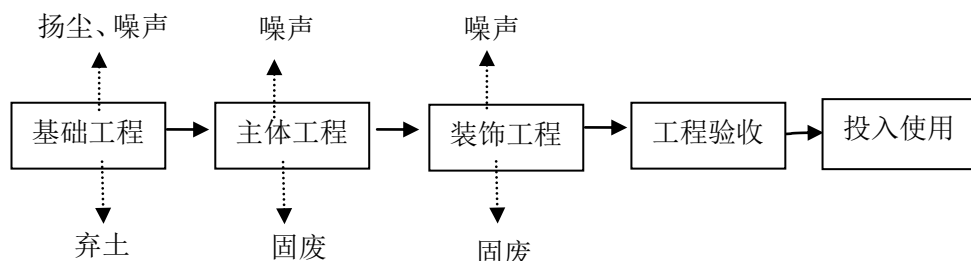 扬尘、噪声
噪声
噪声
基础工程
主体工程
装饰工程
工程验收
投入使用
弃土
固废
固废